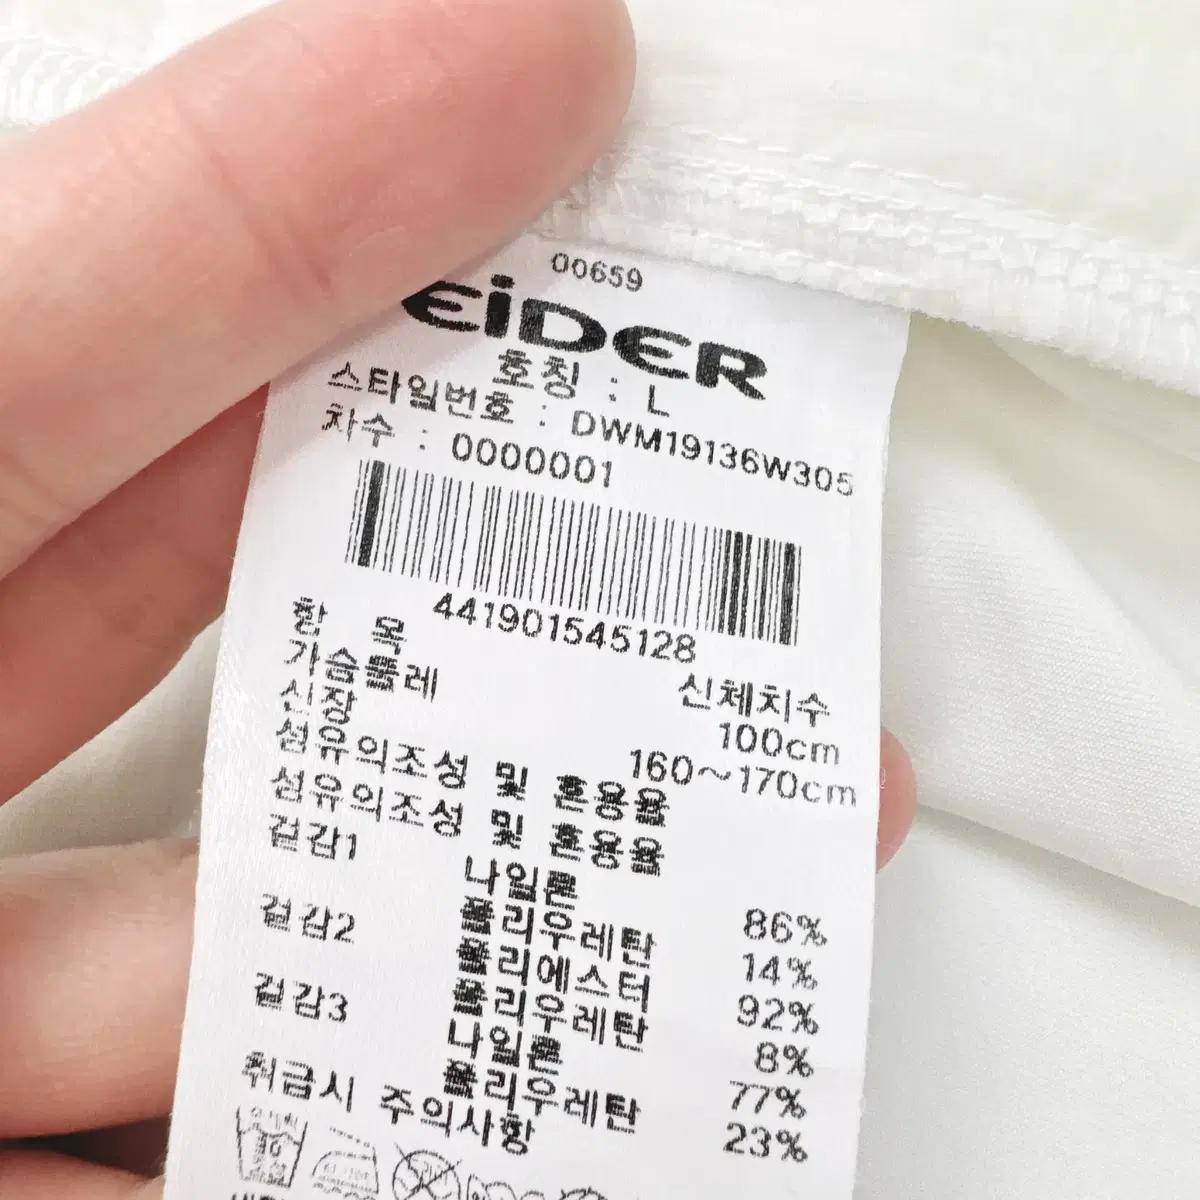 00659
EiDER
호칭 : L
스타일번호 : DWM19136W305
차수 : 0000001
441901545128
항 목 신체치수
가슴둘레 100cm
신장 160~170cm
섬유의조성 및 혼용율
섬유의조성 및 혼용율
겉감1 나일론 86%
폴리우레탄 14%
겉감2 폴리에스터 92%
폴리우레탄 8%
겉감3 나일론 77%
폴리우레탄 23%
취급시 주의사항